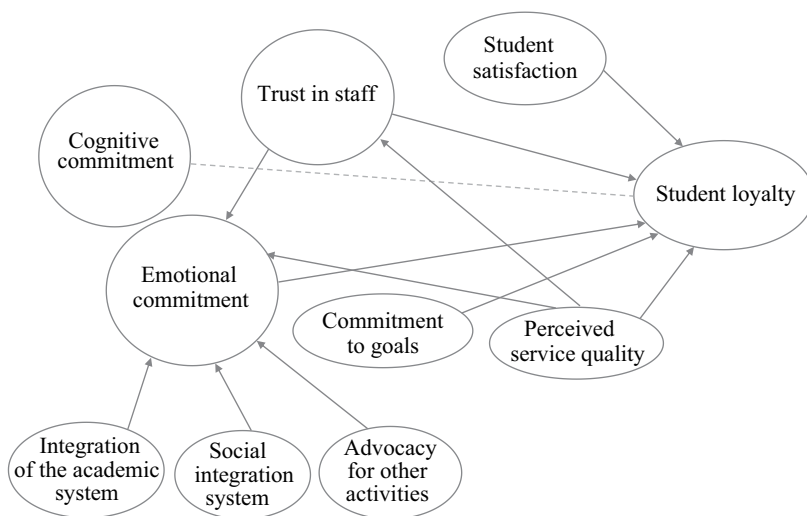 Student
satisfaction
Trust in staff
Cognitive
commitment
Student loyalty
Emotional
commitment
Commitment
to goals
Perceived
service quality
Integration
of the academic
system
Social
integration
system
Advocacy
for other
activities